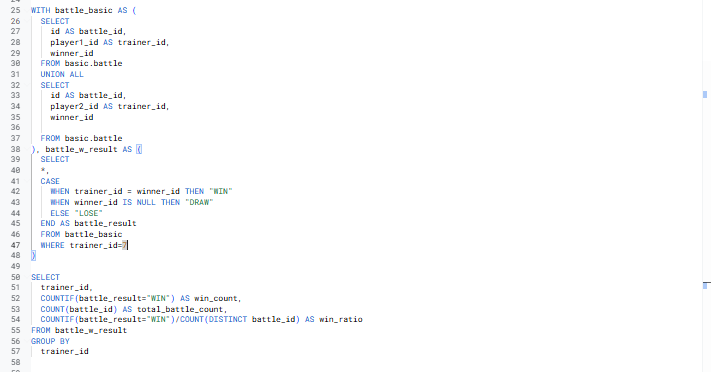 25 WITH battle_basic AS (
26 SELECT
27 id AS battle_id,
28 player1_id AS trainer_id,
29 winner_id
30 FROM basic.battle
31 UNION ALL
32 SELECT
33 id AS battle_id,
34 player2_id AS trainer_id,
35 winner_id
36
37 FROM basic.battle
38 ), battle_w_result AS (
39 SELECT
40 *,
41 CASE
42 WHEN trainer_id = winner_id THEN "WIN"
43 WHEN winner_id IS NULL THEN "DRAW"
44 ELSE "LOSE"
45 END AS battle_result
46 FROM battle_basic
47 WHERE trainer_id=7
48 )
49
50 SELECT
51 trainer_id,
52 COUNTIF(battle_result="WIN") AS win_count,
53 COUNT(battle_id) AS total_battle_count,
54 COUNTIF(battle_result="WIN")/COUNT(DISTINCT battle_id) AS win_ratio
55 FROM battle_w_result
56 GROUP BY
57 trainer_id
58